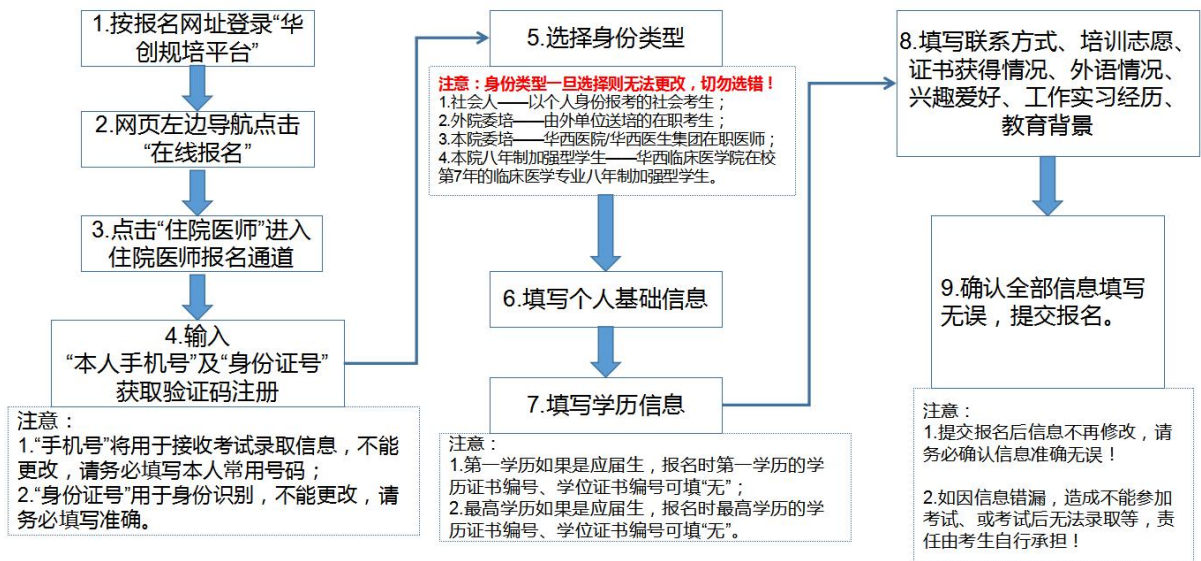 1.按报名网址登录“华
创规培平台”
2.网页左边导航点击
“在线报名”
3.点击“住院医师”进入
住院医师报名通道
4.输入
“本人手机号”及“身份证号”
获取验证码注册
注意：
1.“手机号”将用于接收考试录取信息，不能
更改，请务必填写本人常用号码；
2.“身份证号”用于身份识别，不能更改，请
务必填写准确。
5.选择身份类型
注意：身份类型一旦选择则无法更改，切勿选错！
1.社会人——以个人身份报考的社会考生；
2.外院委培——由外单位送培的在职考生；
3.本院委培——华西医院/华西医生集团在职医师；
4.本院八年制加强型学生——华西临床医学院在校
第7年的临床医学专业八年制加强型学生。
6.填写个人基础信息
7.填写学历信息
注意：
1.第一学历如果是应届生，报名时第一学历的学
历证书编号、学位证书编号可填“无”；
2.最高学历如果是应届生，报名时最高学历的学
历证书编号、学位证书编号可填“无”。
8.填写联系方式、培训志愿、
证书获得情况、外语情况、
兴趣爱好、工作实习经历、
教育背景
9.确认全部信息填写
无误，提交报名。
注意：
1.提交报名后信息不再修改，请
务必确认信息准确无误！
2.如因信息错漏，造成不能参加
考试、或考试后无法录取等，责
任由考生自行承担！